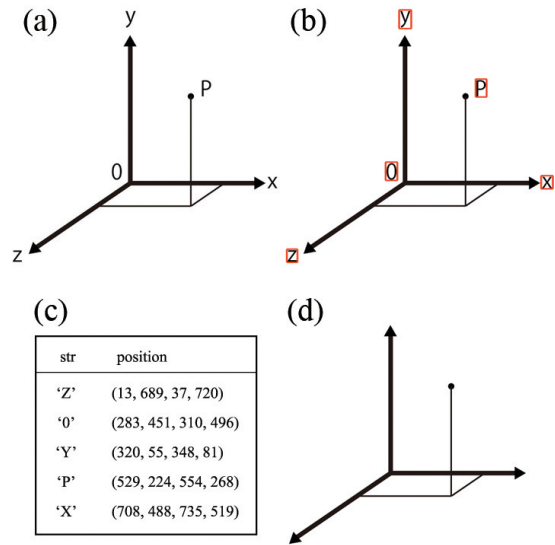 (a)
y
P
0
x
z
(b)
y
P
0
x
z
(c)
str position
‘Z’ (13, 689, 37, 720)
‘0’ (283, 451, 310, 496)
‘Y’ (320, 55, 348, 81)
‘P’ (529, 224, 554, 268)
‘X’ (708, 488, 735, 519)
(d)